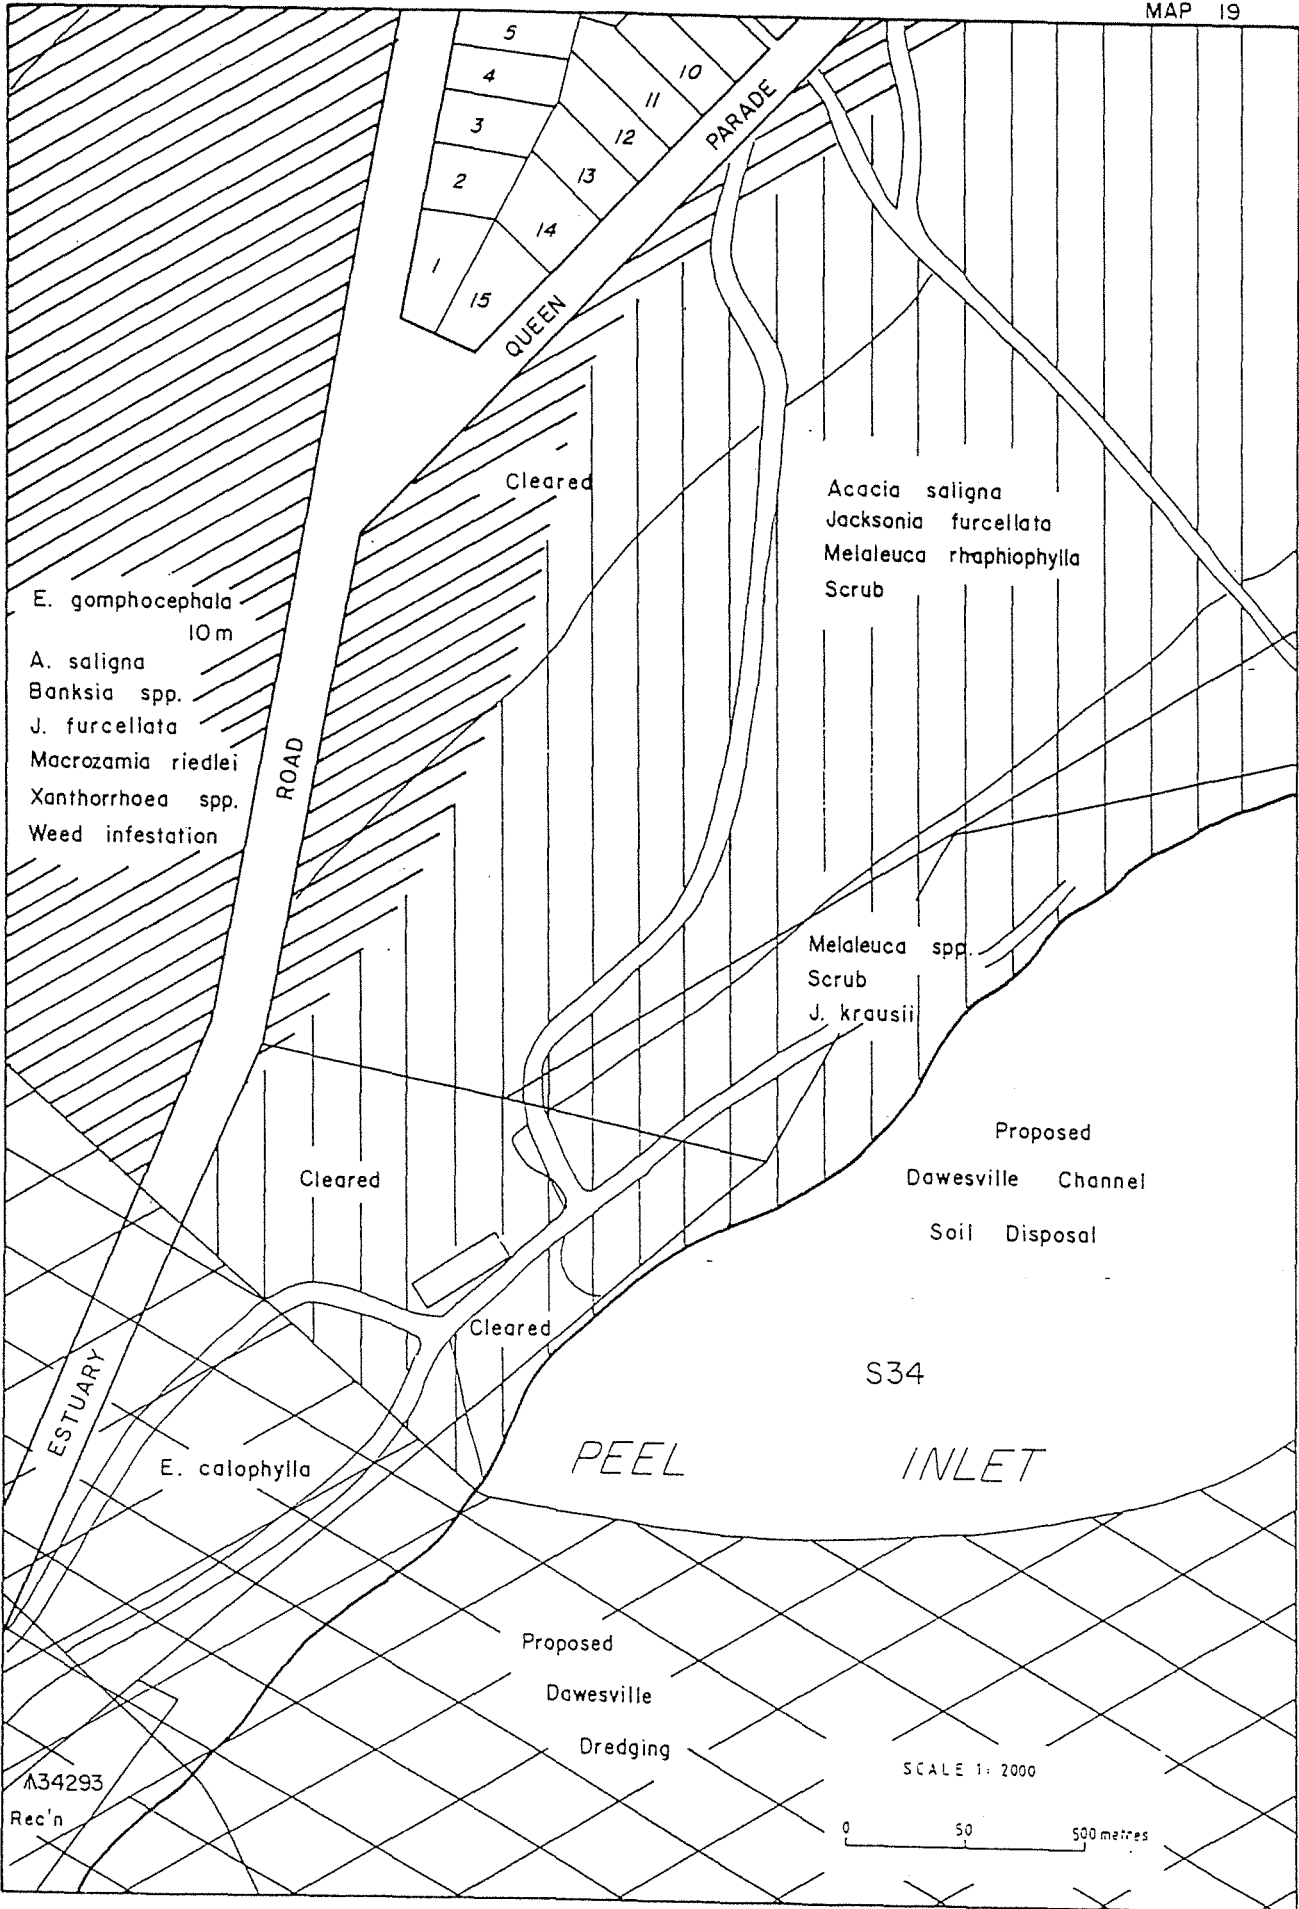 MAP 19
5
4
3
2
1
10
11
12
13
14
15
QUEEN PARADE
Cleared
Acacia saligna
Jacksonia furcellata
Melaleuca rhaphiophylla
Scrub
E. gomphocephala
10m
A. saligna
Banksia spp.
J. furcellata
Macrozamia riedlei
Xanthorrhoea spp.
Weed infestation
ESTUARY ROAD
Melaleuca spp.
Scrub
J. krausii
Cleared
Proposed
Dawesville Channel
Soil Disposal
Cleared
S34
E. calophylla
PEEL INLET
Proposed
Dawesville
Dredging
A34293
Rec'n
SCALE 1: 2000
0 50 500 metres